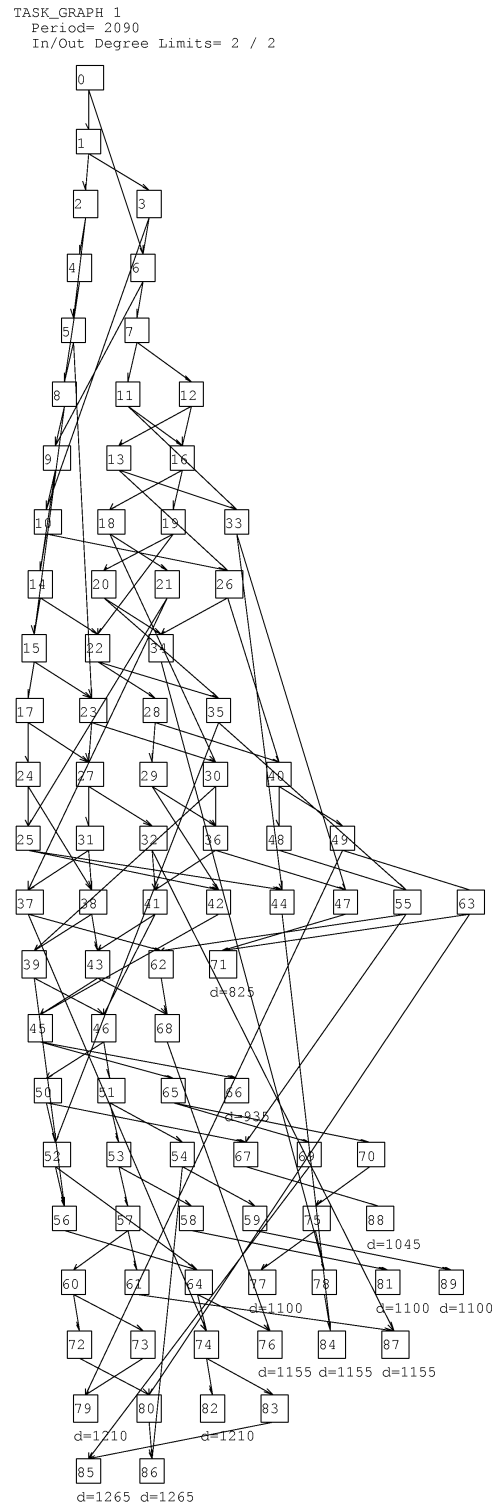 TASK_GRAPH 1
Period= 2090
In/Out Degree Limits= 2 / 2
0
1
2 3
4 6
5 7
8 11 12
9 13 16
10 18 19 33
14 20 21 26
15 22 34
17 23 28 35
24 27 29 30 40
25 31 32 36 48 49
37 38 41 42 44 47 55 63
39 43 62 71
d=825
45 46 68
50 51 65 66
d=935
52 53 54 67 69 70
56 57 58 59 75 88
d=1045
60 61 64 77 78 81 89
d=1100 d=1100 d=1100
72 73 74 76 84 87
d=1155 d=1155 d=1155
79 80 82 83
d=1210 d=1210
85 86
d=1265 d=1265